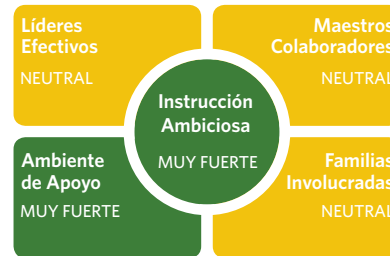 Líderes
Efectivos
NEUTRAL
Maestros
Colaboradores
NEUTRAL
Instrucción
Ambiciosa
MUY FUERTE
Ambiente
de Apoyo
MUY FUERTE
Familias
Involucradas
NEUTRAL